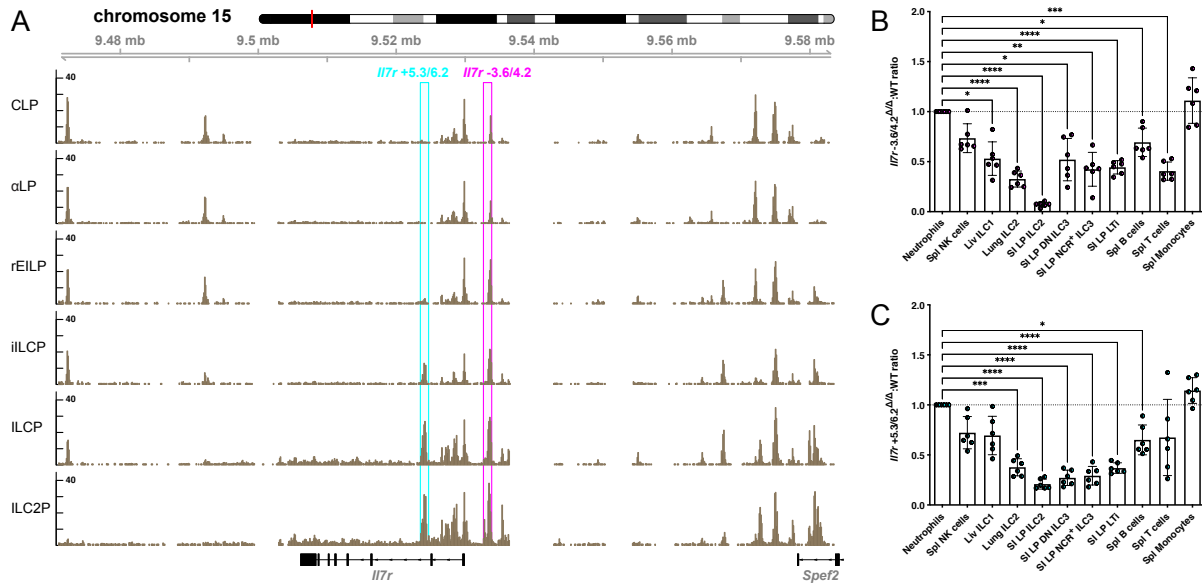 A
chromosome 15
9.48 mb
9.5 mb
9.52 mb
9.54 mb
9.56 mb
9.58 mb
Il7r +5.3/6.2
Il7r -3.6/4.2
40
CLP
40
αLP
40
rEILP
40
iILCP
40
ILCP
40
ILC2P
Il7r
Spef2
B
***
*
****
**
*
****
****
*
Il7r -3.6/4.2Δ/Δ:WT ratio
2.0
1.5
1.0
0.5
0.0
Neutrophils
Spl NK cells
Liv ILC1
Lung ILC2
SI LP ILC2
SI LP DN ILC3
SI LP NCR⁺ ILC3
SI LP LTi
Spl B cells
Spl T cells
Spl Monocytes
C
*
****
****
****
****
***
Il7r +5.3/6.2Δ/Δ:WT ratio
2.0
1.5
1.0
0.5
0.0
Neutrophils
Spl NK cells
Liv ILC1
Lung ILC2
SI LP ILC2
SI LP DN ILC3
SI LP NCR⁺ ILC3
SI LP LTi
Spl B cells
Spl T cells
Spl Monocytes